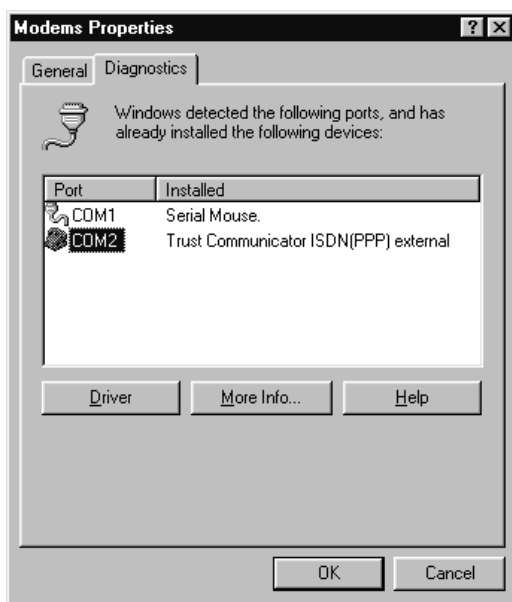 Modems Properties
General Diagnostics
Windows detected the following ports, and has
already installed the following devices:
Port Installed
COM1 Serial Mouse.
COM2 Trust Communicator ISDN(PPP) external
Driver More Info... Help
OK Cancel